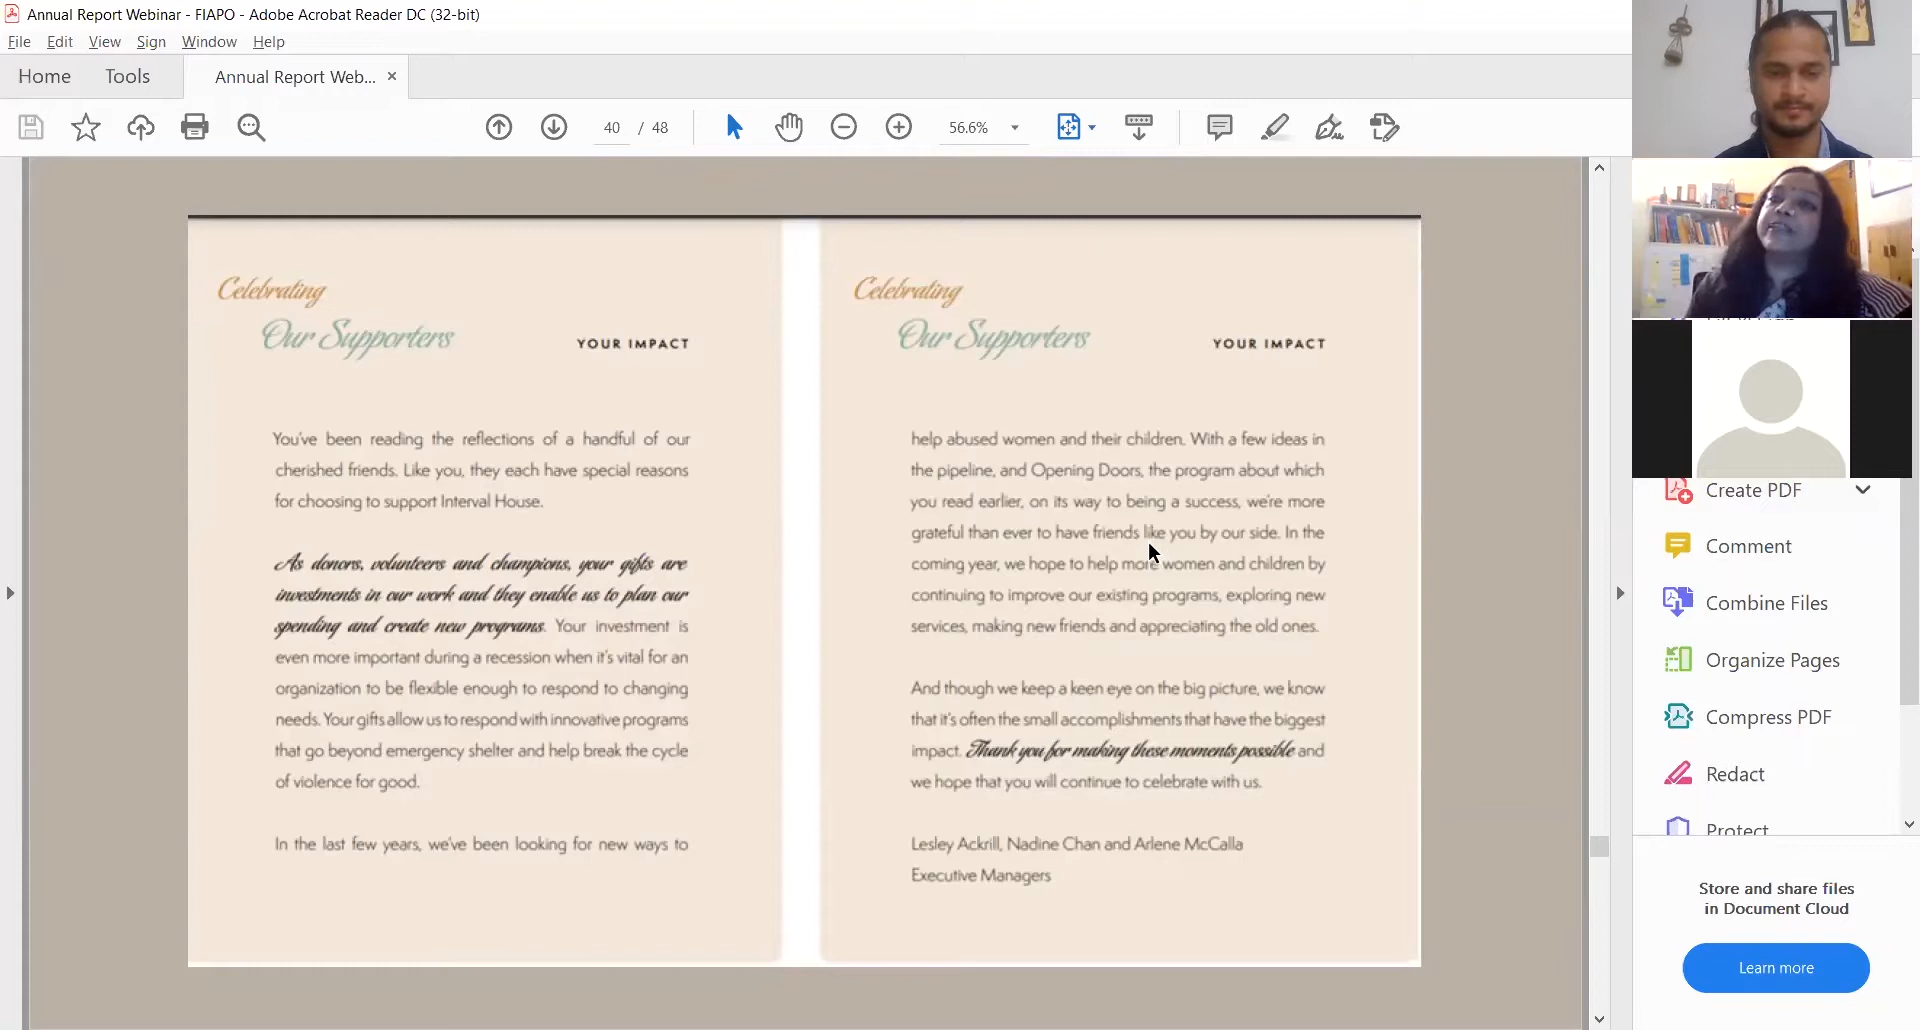 Annual Report Webinar - FIAPO - Adobe Acrobat Reader DC (32-bit)
File Edit View Sign Window Help
Home Tools Annual Report Web... ×
40 / 48 56.6%
Celebrating
Our Supporters
YOUR IMPACT
You've been reading the reflections of a handful of our
cherished friends. Like you, they each have special reasons
for choosing to support Interval House.
As donors, volunteers and champions, your gifts are
investments in our work and they enable us to plan our
spending and create new programs. Your investment is
even more important during a recession when it's vital for an
organization to be flexible enough to respond to changing
needs. Your gifts allow us to respond with innovative programs
that go beyond emergency shelter and help break the cycle
of violence for good.
In the last few years, we've been looking for new ways to
Celebrating
Our Supporters
YOUR IMPACT
help abused women and their children. With a few ideas in
the pipeline, and Opening Doors, the program about which
you read earlier, on its way to being a success, we're more
grateful than ever to have friends like you by our side. In the
coming year, we hope to help more women and children by
continuing to improve our existing programs, exploring new
services, making new friends and appreciating the old ones.
And though we keep a keen eye on the big picture, we know
that it's often the small accomplishments that have the biggest
impact. Thank you for making these moments possible and
we hope that you will continue to celebrate with us.
Lesley Ackrill, Nadine Chan and Arlene McCalla
Executive Managers
Create PDF
Comment
Combine Files
Organize Pages
Compress PDF
Redact
Protect
Store and share files
in Document Cloud
Learn more